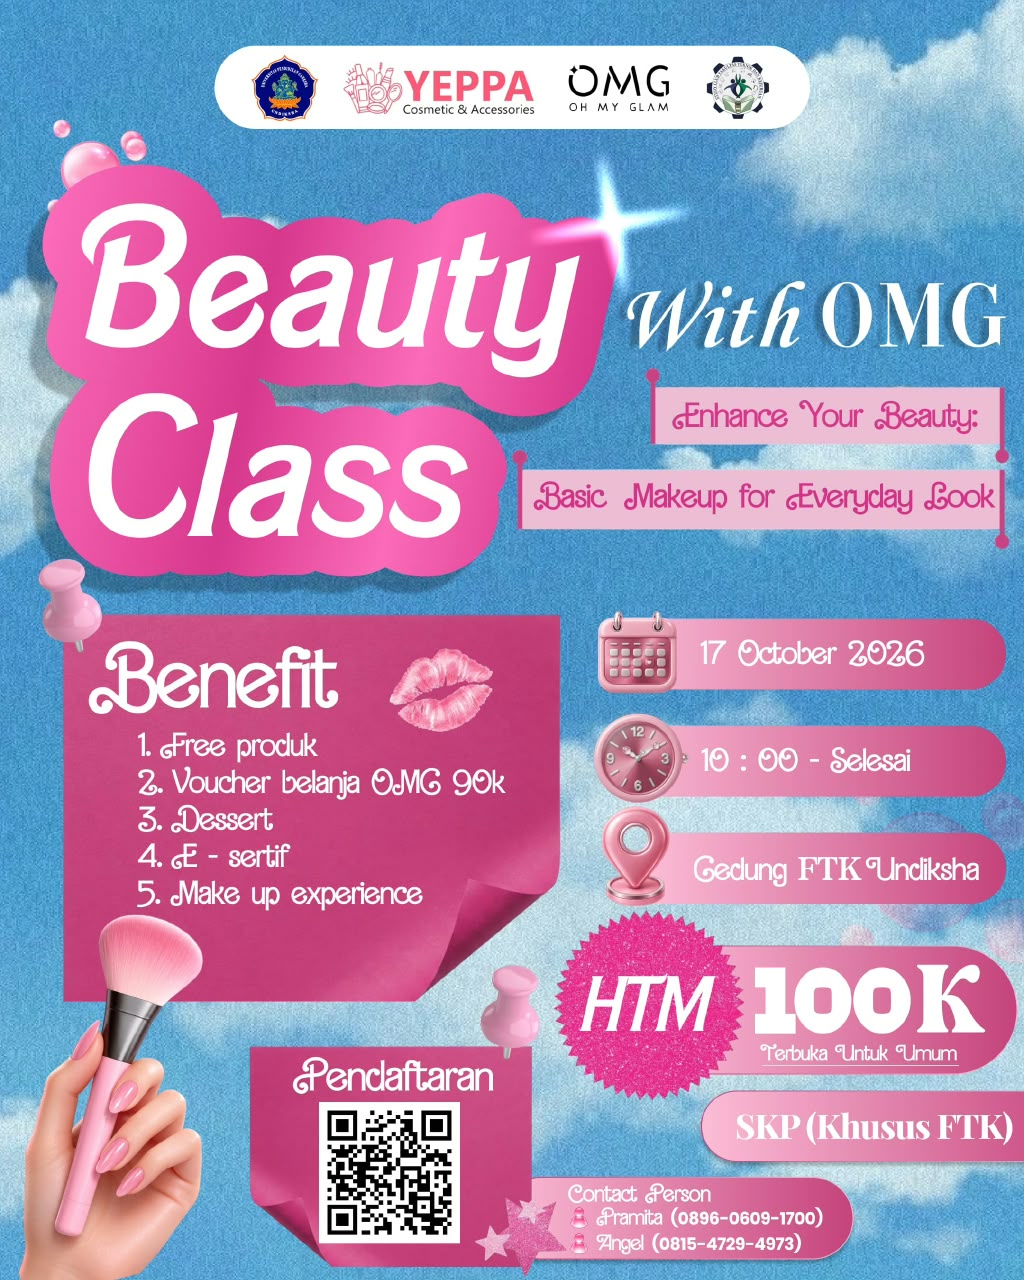 YEPPA
Cosmetic & Accessories
OMG
OH MY GLAM
Beauty
Class
With OMG
Enhance Your Beauty:
Basic Makeup for Everyday Look
Benefit
1. Free produk
2. Voucher belanja OMG 90k
3. Dessert
4. E - sertif
5. Make up experience
17 October 2026
10 : 00 - Selesai
Gedung FTK Undiksha
HTM
100K
Terbuka Untuk Umum
SKP (Khusus FTK)
Pendaftaran
Contact Person
Pramita (0896-0609-1700)
Angel (0815-4729-4973)